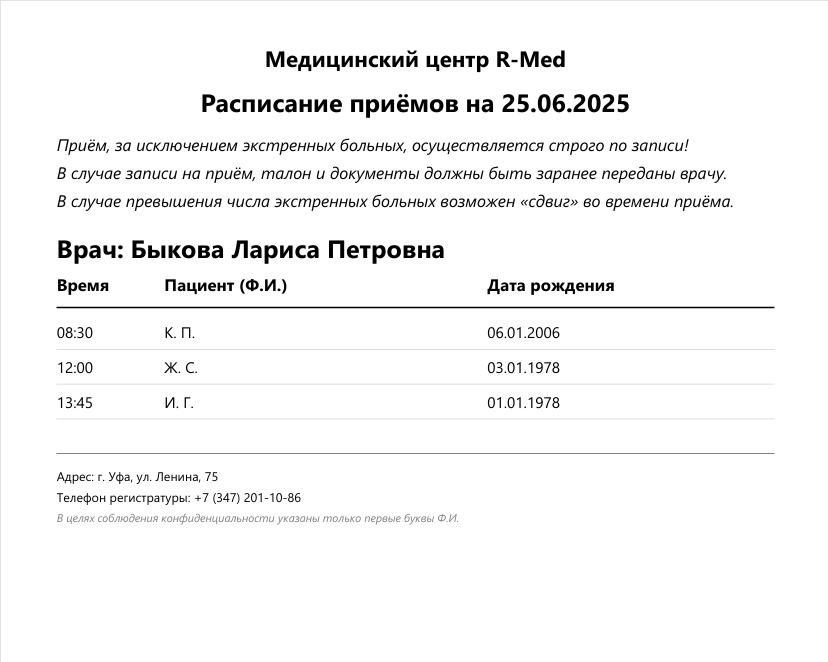 Медицинский центр R-Med
Расписание приёмов на 25.06.2025
Приём, за исключением экстренных больных, осуществляется строго по записи!
В случае записи на приём, талон и документы должны быть заранее переданы врачу.
В случае превышения числа экстренных больных возможен «сдвиг» во времени приёма.
Врач: Быкова Лариса Петровна
Время Пациент (Ф.И.) Дата рождения
08:30 К. П. 06.01.2006
12:00 Ж. С. 03.01.1978
13:45 И. Г. 01.01.1978
Адрес: г. Уфа, ул. Ленина, 75
Телефон регистратуры: +7 (347) 201-10-86
В целях соблюдения конфиденциальности указаны только первые буквы Ф.И.